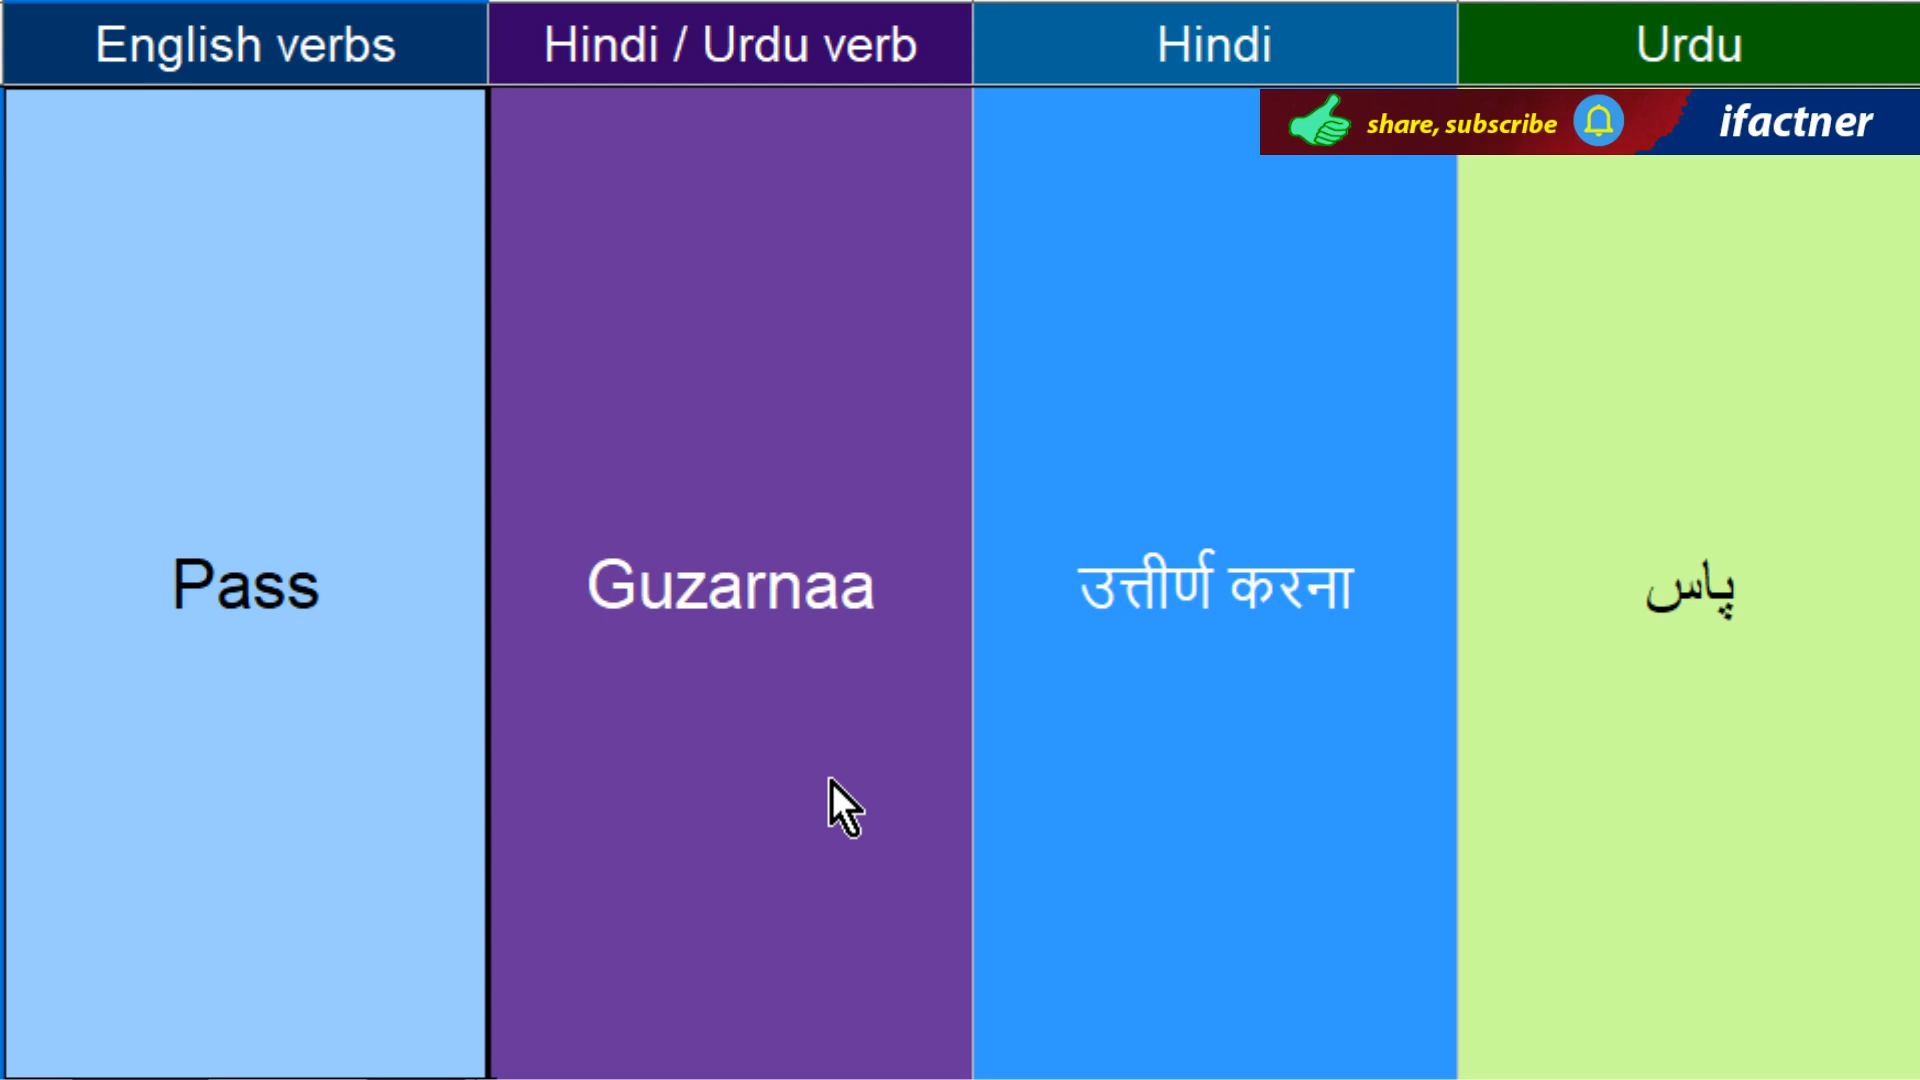 English verbs
Hindi / Urdu verb
Hindi
Urdu
share, subscribe
ifactner
Pass
Guzarnaa
उत्तीर्ण करना
پاس